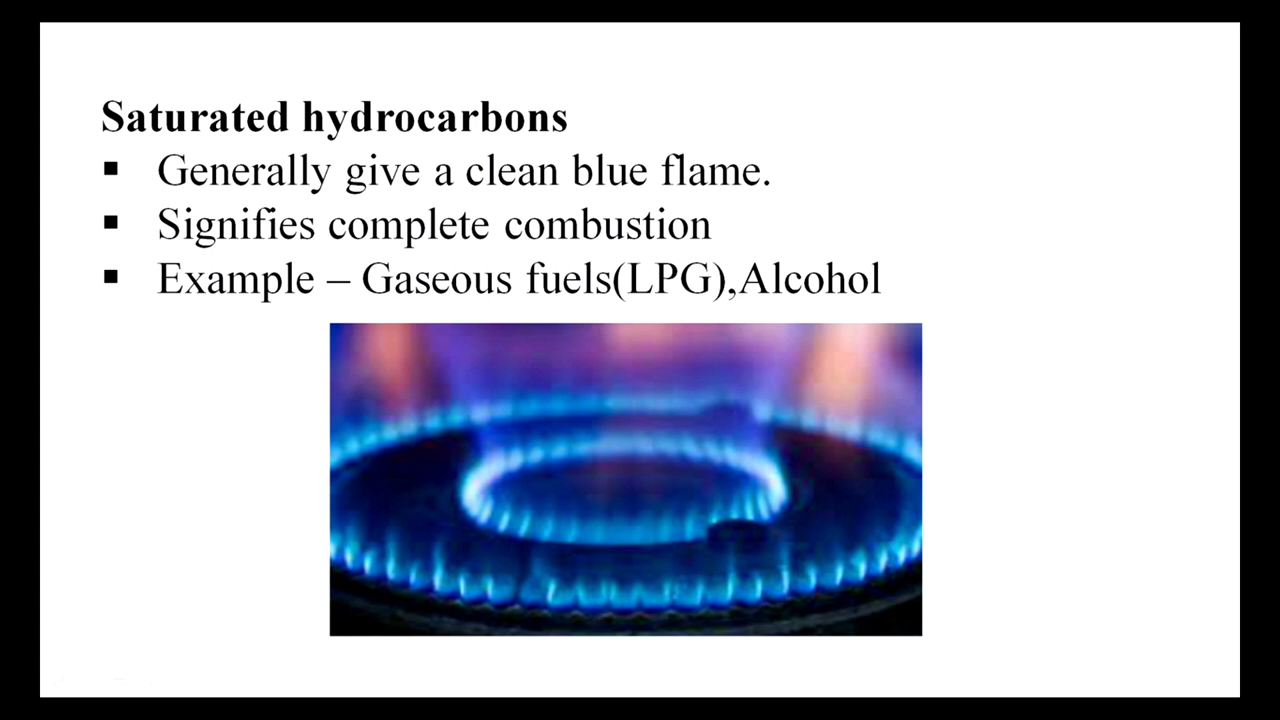 Saturated hydrocarbons
▪ Generally give a clean blue flame.
▪ Signifies complete combustion
▪ Example – Gaseous fuels(LPG),Alcohol